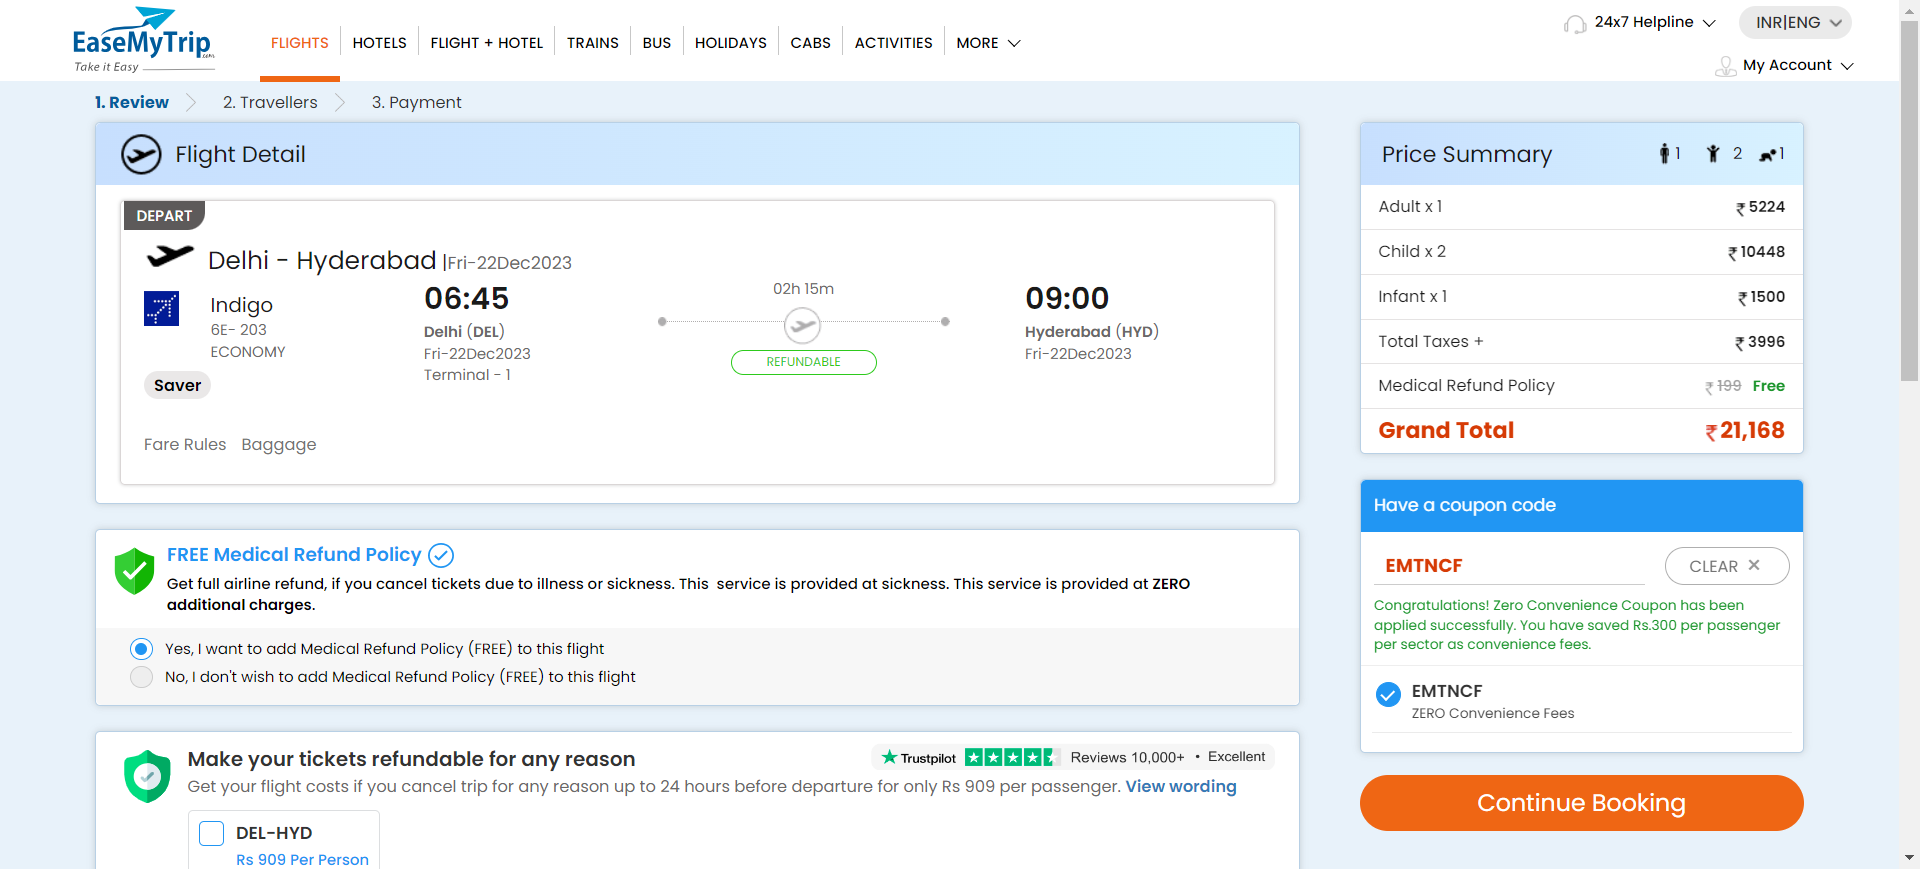 EaseMyTrip.com
Take it Easy
FLIGHTS HOTELS FLIGHT + HOTEL TRAINS BUS HOLIDAYS CABS ACTIVITIES MORE
24x7 Helpline
INR|ENG
My Account
1. Review 2. Travellers 3. Payment
Flight Detail
DEPART
Delhi - Hyderabad |Fri-22Dec2023
Indigo
6E- 203
ECONOMY
Saver
06:45
Delhi (DEL)
Fri-22Dec2023
Terminal - 1
02h 15m
REFUNDABLE
09:00
Hyderabad (HYD)
Fri-22Dec2023
Fare Rules Baggage
FREE Medical Refund Policy
Get full airline refund, if you cancel tickets due to illness or sickness. This service is provided at sickness. This service is provided at ZERO
additional charges.
Yes, I want to add Medical Refund Policy (FREE) to this flight
No, I don't wish to add Medical Refund Policy (FREE) to this flight
Make your tickets refundable for any reason
Trustpilot Reviews 10,000+ • Excellent
Get your flight costs if you cancel trip for any reason up to 24 hours before departure for only Rs 909 per passenger. View wording
DEL-HYD
Rs 909 Per Person
Price Summary 1 2 1
Adult x 1 ₹ 5224
Child x 2 ₹ 10448
Infant x 1 ₹ 1500
Total Taxes + ₹ 3996
Medical Refund Policy ₹ 199 Free
Grand Total ₹ 21,168
Have a coupon code
EMTNCF CLEAR ✕
Congratulations! Zero Convenience Coupon has been
applied successfully. You have saved Rs.300 per passenger
per sector as convenience fees.
EMTNCF
ZERO Convenience Fees
Continue Booking